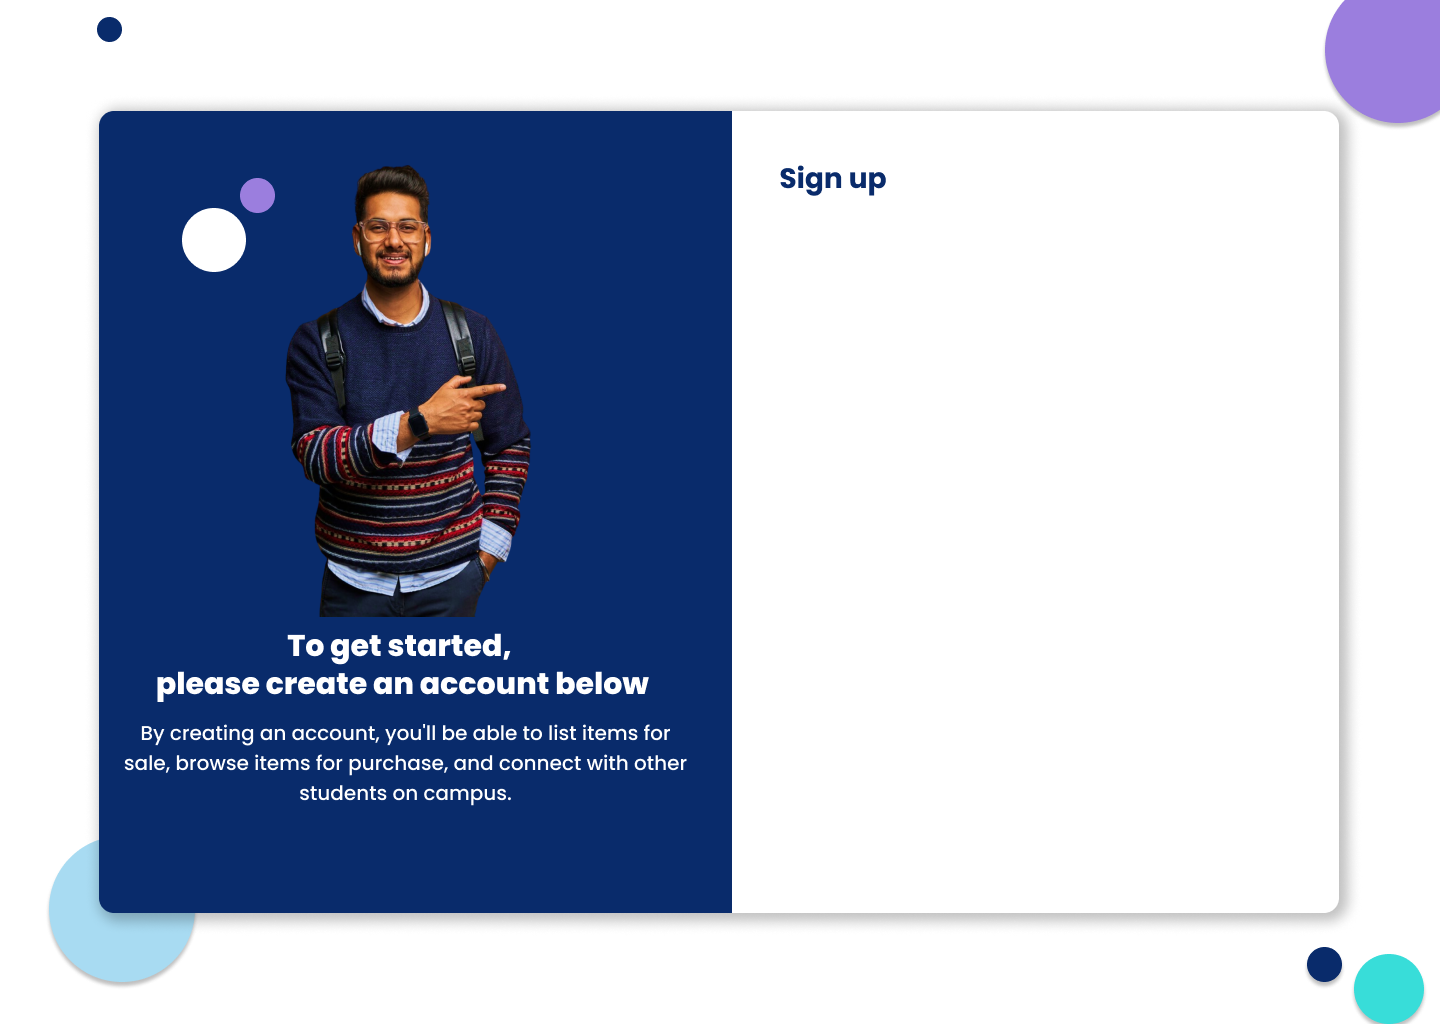 Sign up
To get started,
please create an account below
By creating an account, you'll be able to list items for
sale, browse items for purchase, and connect with other
students on campus.